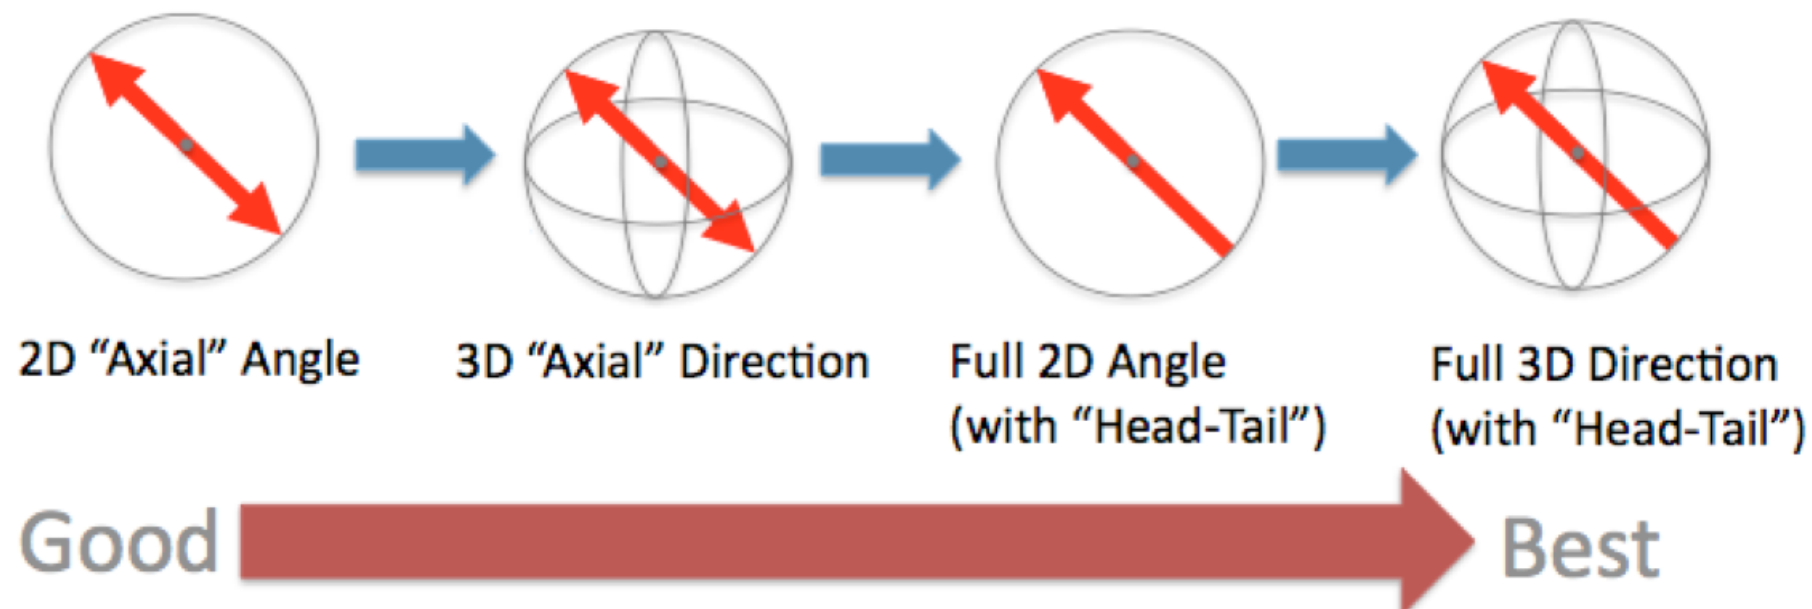 2D “Axial” Angle
3D “Axial” Direction
Full 2D Angle
(with “Head-Tail”)
Full 3D Direction
(with “Head-Tail”)
Good
Best